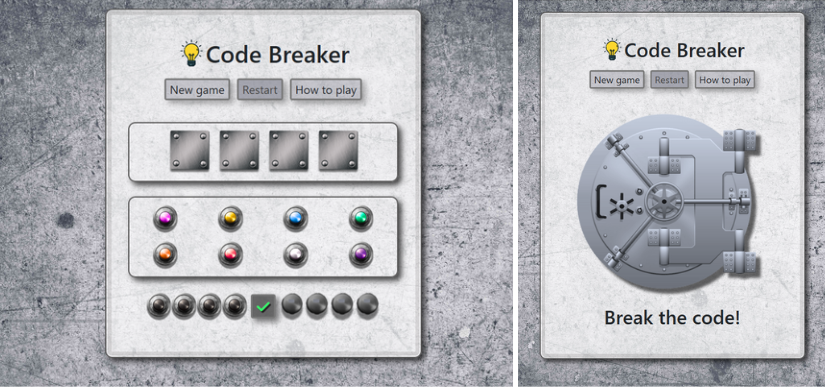 Code Breaker
New game Restart How to play
Code Breaker
New game Restart How to play
Break the code!